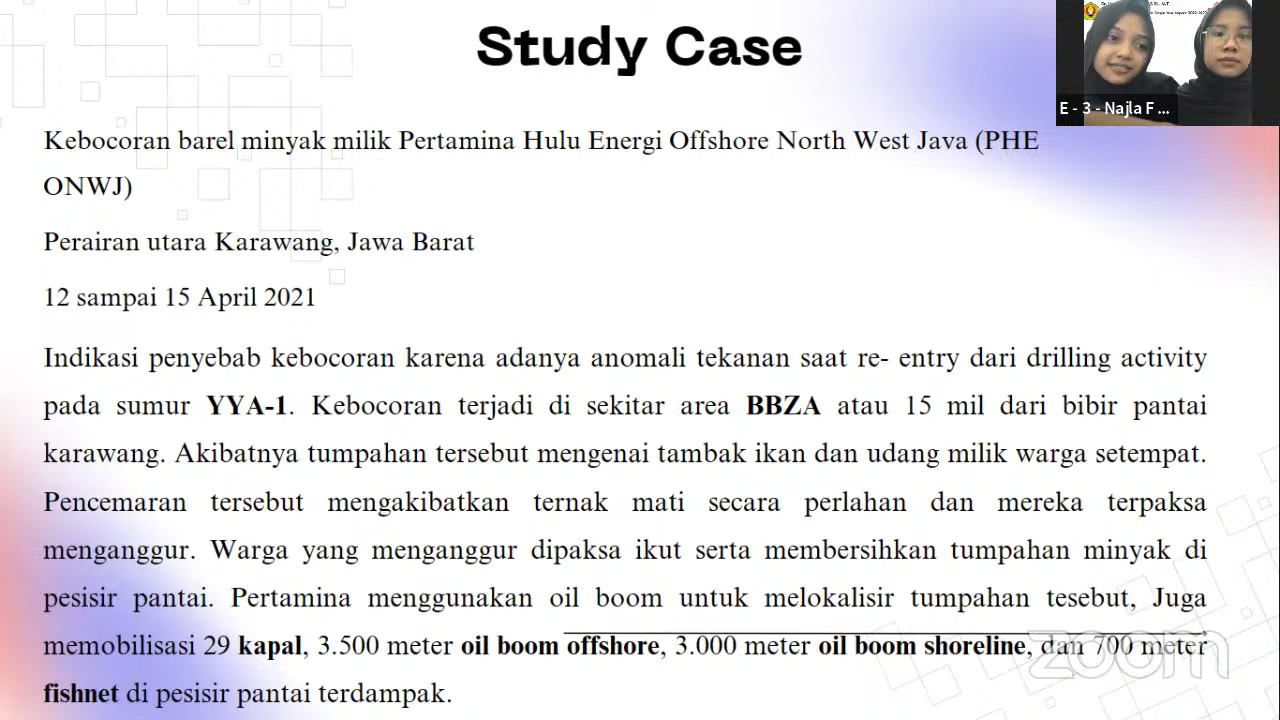 Study Case
E - 3 - Najla F ...
Kebocoran barel minyak milik Pertamina Hulu Energi Offshore North West Java (PHE
ONWJ)
Perairan utara Karawang, Jawa Barat
12 sampai 15 April 2021
Indikasi penyebab kebocoran karena adanya anomali tekanan saat re- entry dari drilling activity
pada sumur YYA-1. Kebocoran terjadi di sekitar area BBZA atau 15 mil dari bibir pantai
karawang. Akibatnya tumpahan tersebut mengenai tambak ikan dan udang milik warga setempat.
Pencemaran tersebut mengakibatkan ternak mati secara perlahan dan mereka terpaksa
menganggur. Warga yang menganggur dipaksa ikut serta membersihkan tumpahan minyak di
pesisir pantai. Pertamina menggunakan oil boom untuk melokalisir tumpahan tesebut, Juga
memobilisasi 29 kapal, 3.500 meter oil boom offshore, 3.000 meter oil boom shoreline, dan 700 meter
fishnet di pesisir pantai terdampak.
zoom